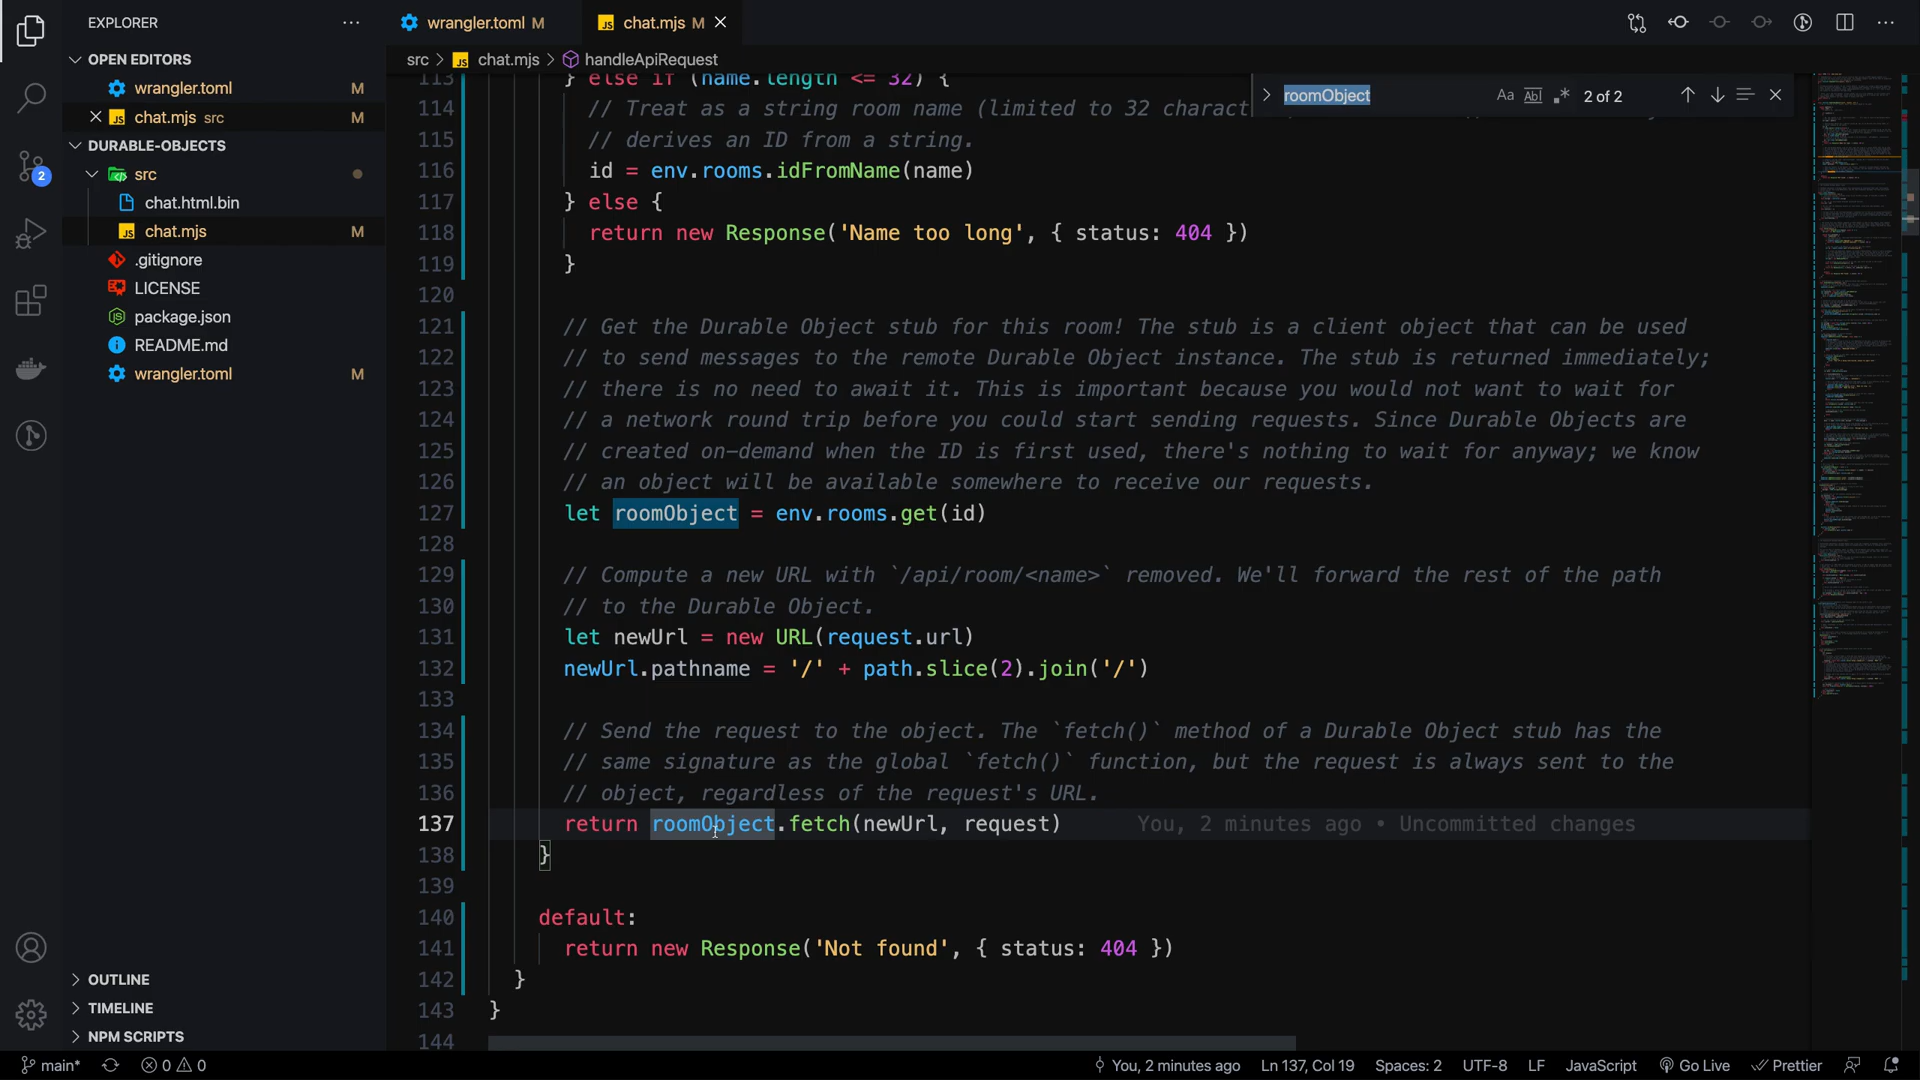 EXPLORER
OPEN EDITORS
wrangler.toml M
chat.mjs src M
DURABLE-OBJECTS
src
chat.html.bin
chat.mjs M
.gitignore
LICENSE
package.json
README.md
wrangler.toml M
OUTLINE
TIMELINE
NPM SCRIPTS
2
wrangler.toml M
chat.mjs M
src > chat.mjs > handleApiRequest
roomObject
Aa ab .* 2 of 2
113 } else if (name.length <= 32) {
114 // Treat as a string room name (limited to 32 charact
115 // derives an ID from a string.
116 id = env.rooms.idFromName(name)
117 } else {
118 return new Response('Name too long', { status: 404 })
119 }
120
121 // Get the Durable Object stub for this room! The stub is a client object that can be used
122 // to send messages to the remote Durable Object instance. The stub is returned immediately;
123 // there is no need to await it. This is important because you would not want to wait for
124 // a network round trip before you could start sending requests. Since Durable Objects are
125 // created on-demand when the ID is first used, there's nothing to wait for anyway; we know
126 // an object will be available somewhere to receive our requests.
127 let roomObject = env.rooms.get(id)
128
129 // Compute a new URL with `/api/room/<name>` removed. We'll forward the rest of the path
130 // to the Durable Object.
131 let newUrl = new URL(request.url)
132 newUrl.pathname = '/' + path.slice(2).join('/')
133
134 // Send the request to the object. The `fetch()` method of a Durable Object stub has the
135 // same signature as the global `fetch()` function, but the request is always sent to the
136 // object, regardless of the request's URL.
137 return roomObject.fetch(newUrl, request) You, 2 minutes ago • Uncommitted changes
138 }
139
140 default:
141 return new Response('Not found', { status: 404 })
142 }
143 }
144
main* 0 0 You, 2 minutes ago Ln 137, Col 19 Spaces: 2 UTF-8 LF JavaScript Go Live Prettier